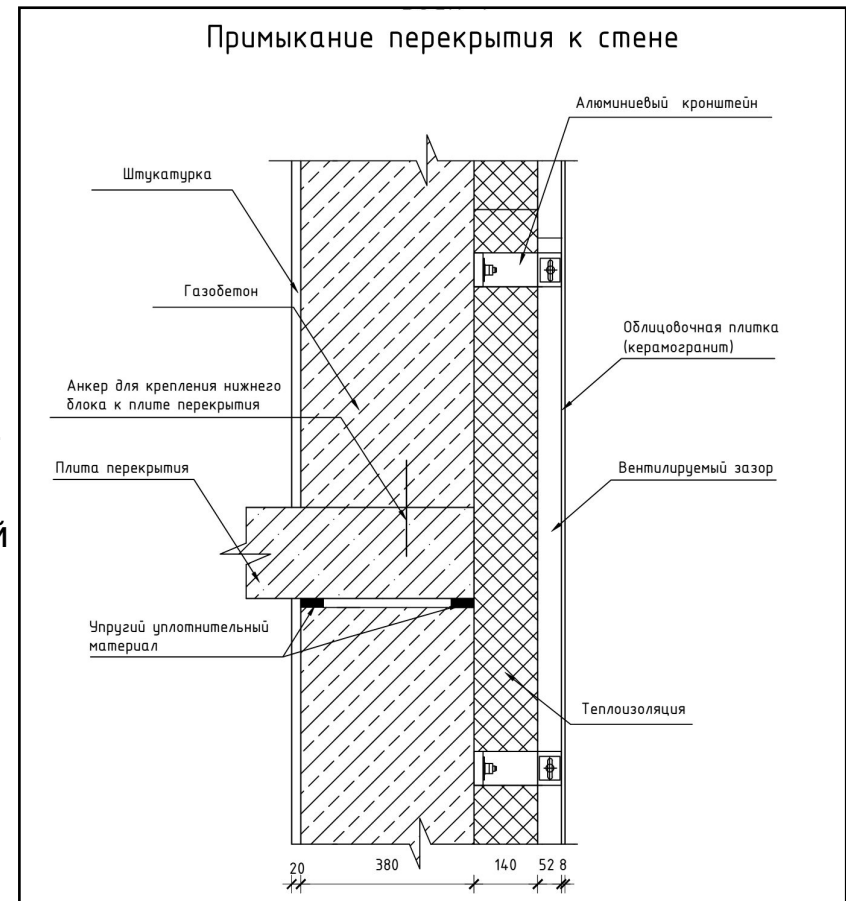 Примыкание перекрытия к стене
Алюминиевый кронштейн
Штукатурка
Газобетон
Облицовочная плитка
(керамогранит)
Анкер для крепления нижнего
блока к плите перекрытия
Плита перекрытия
Вентилируемый зазор
й
Упругий уплотнительный
материал
Теплоизоляция
20 380 140 52 8